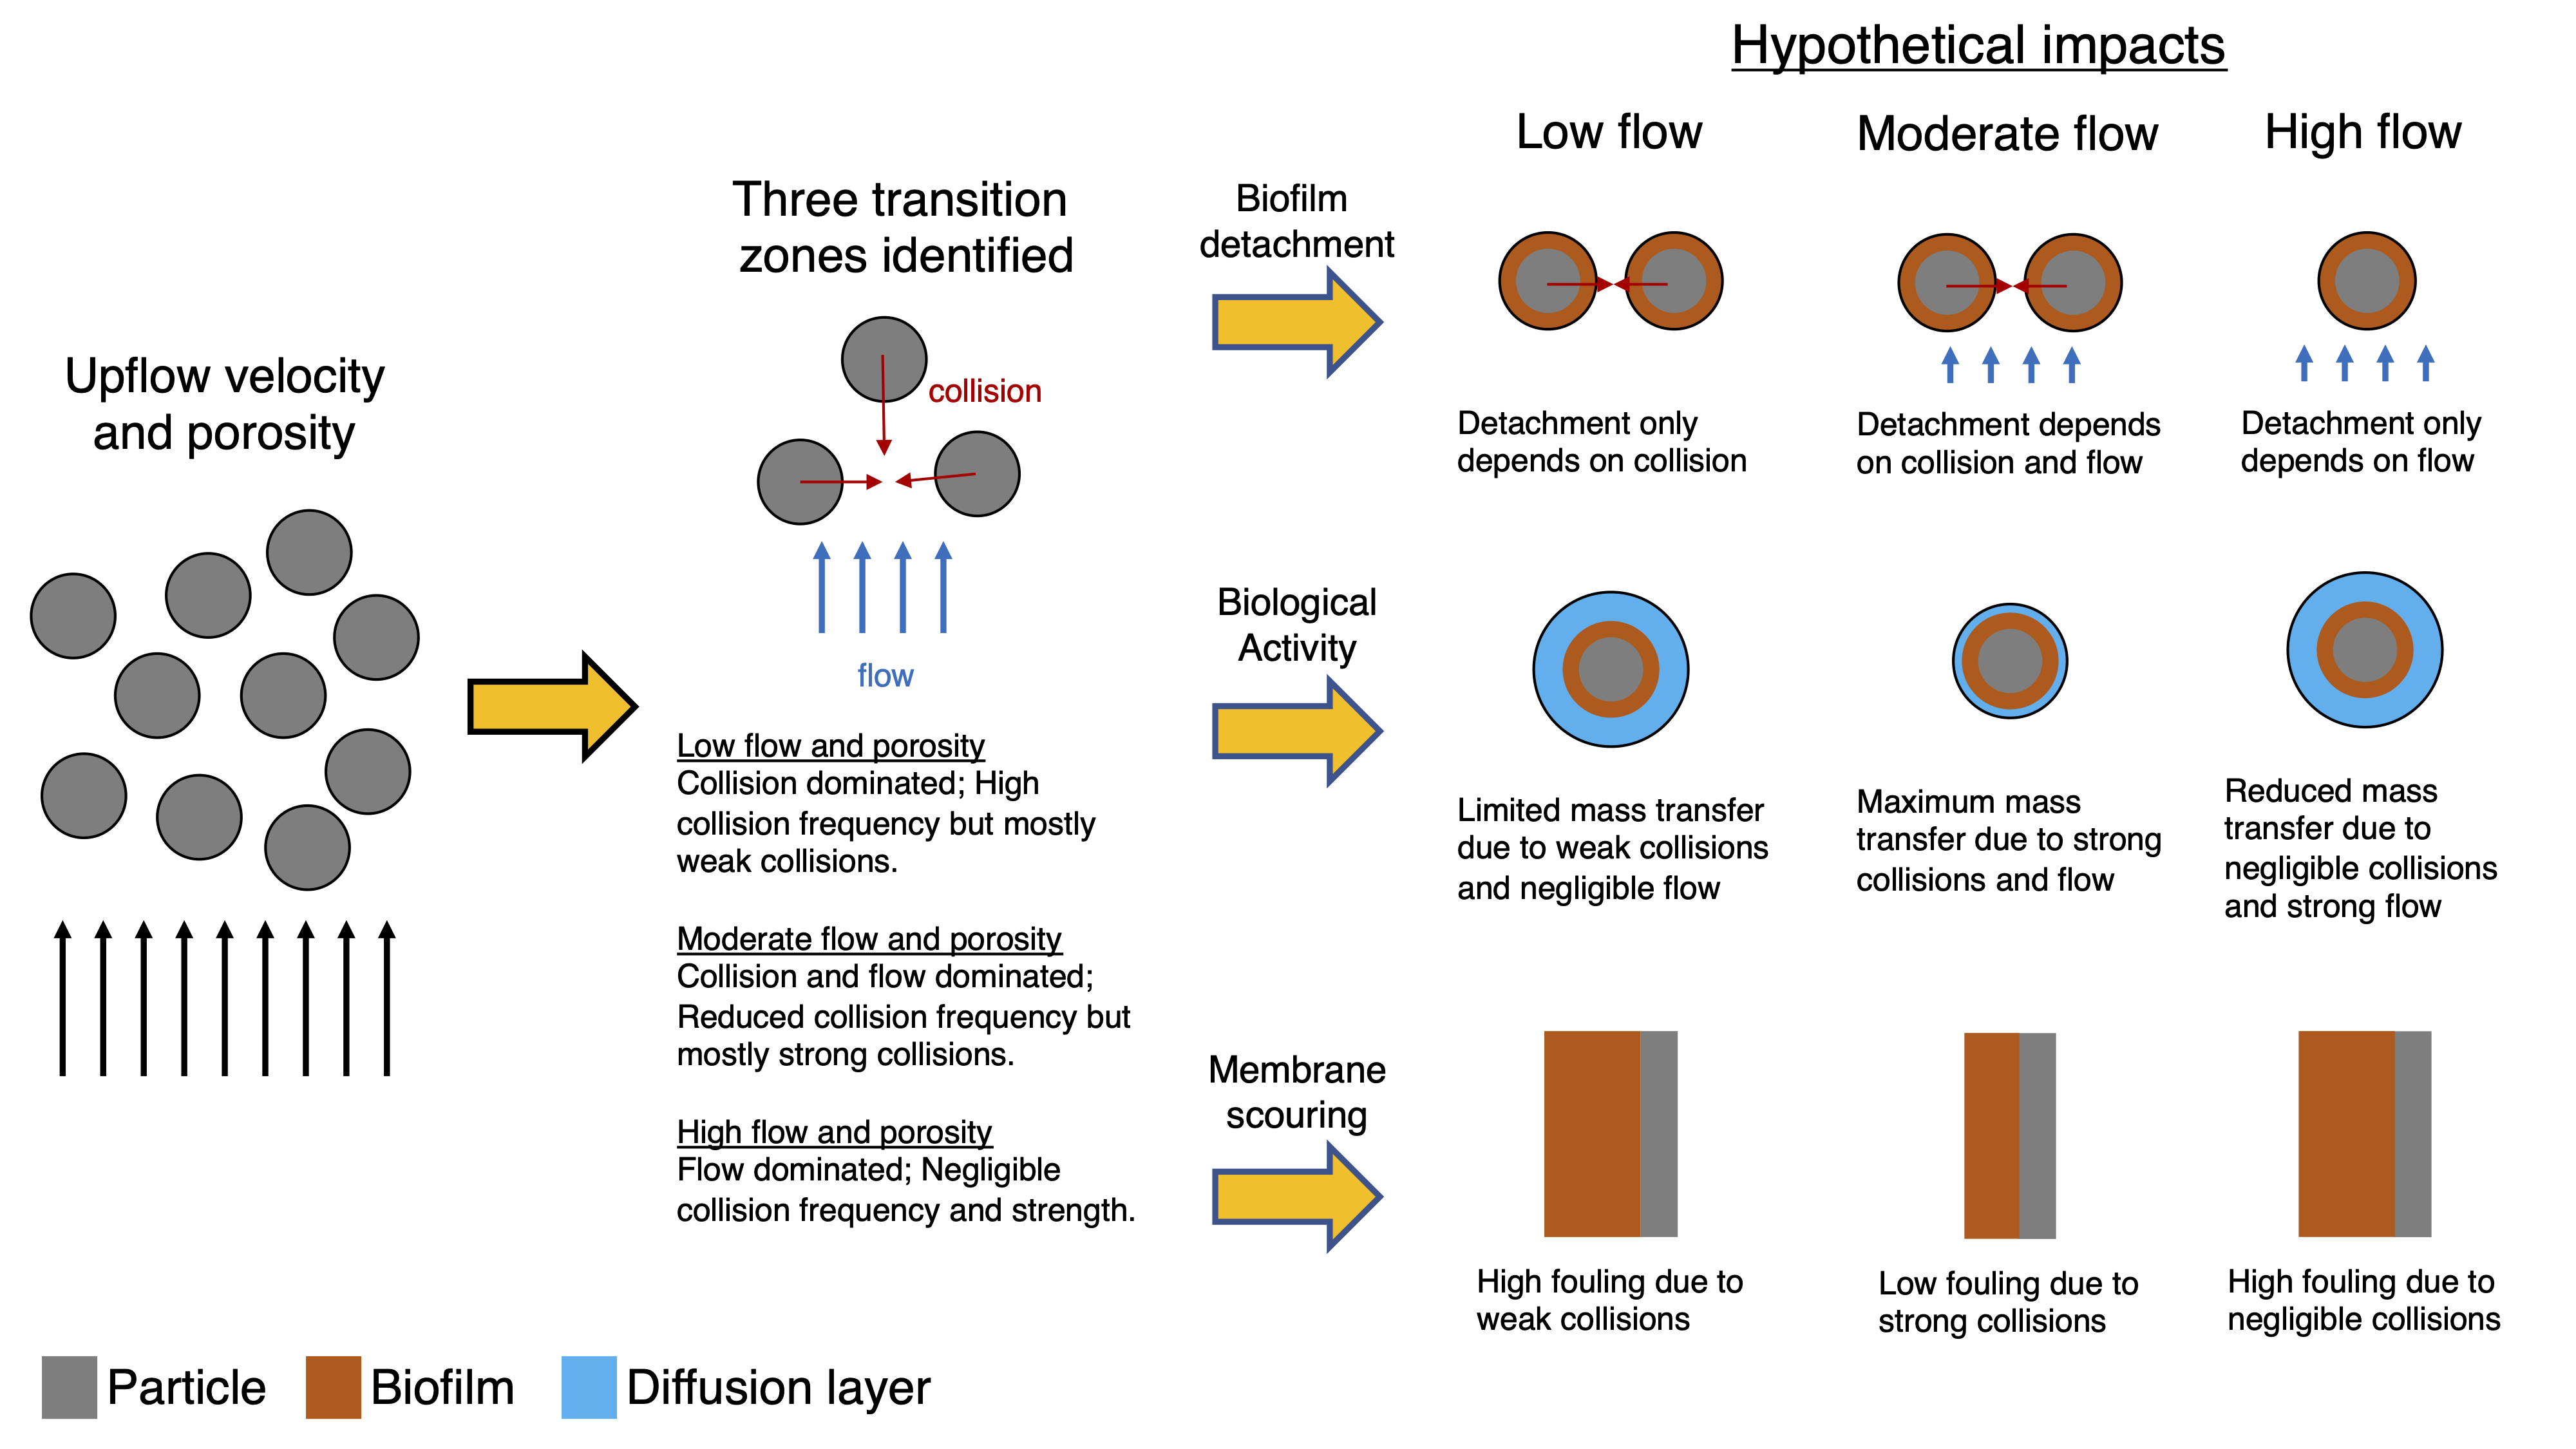 Upflow velocity
and porosity
Three transition
zones identified
collision
flow
Low flow and porosity
Collision dominated; High
collision frequency but mostly
weak collisions.
Moderate flow and porosity
Collision and flow dominated;
Reduced collision frequency but
mostly strong collisions.
High flow and porosity
Flow dominated; Negligible
collision frequency and strength.
Hypothetical impacts
Low flow
Moderate flow
High flow
Biofilm
detachment
Detachment only
depends on collision
Detachment depends
on collision and flow
Detachment only
depends on flow
Biological
Activity
Limited mass transfer
due to weak collisions
and negligible flow
Maximum mass
transfer due to strong
collisions and flow
Reduced mass
transfer due to
negligible collisions
and strong flow
Membrane
scouring
High fouling due to
weak collisions
Low fouling due to
strong collisions
High fouling due to
negligible collisions
Particle
Biofilm
Diffusion layer